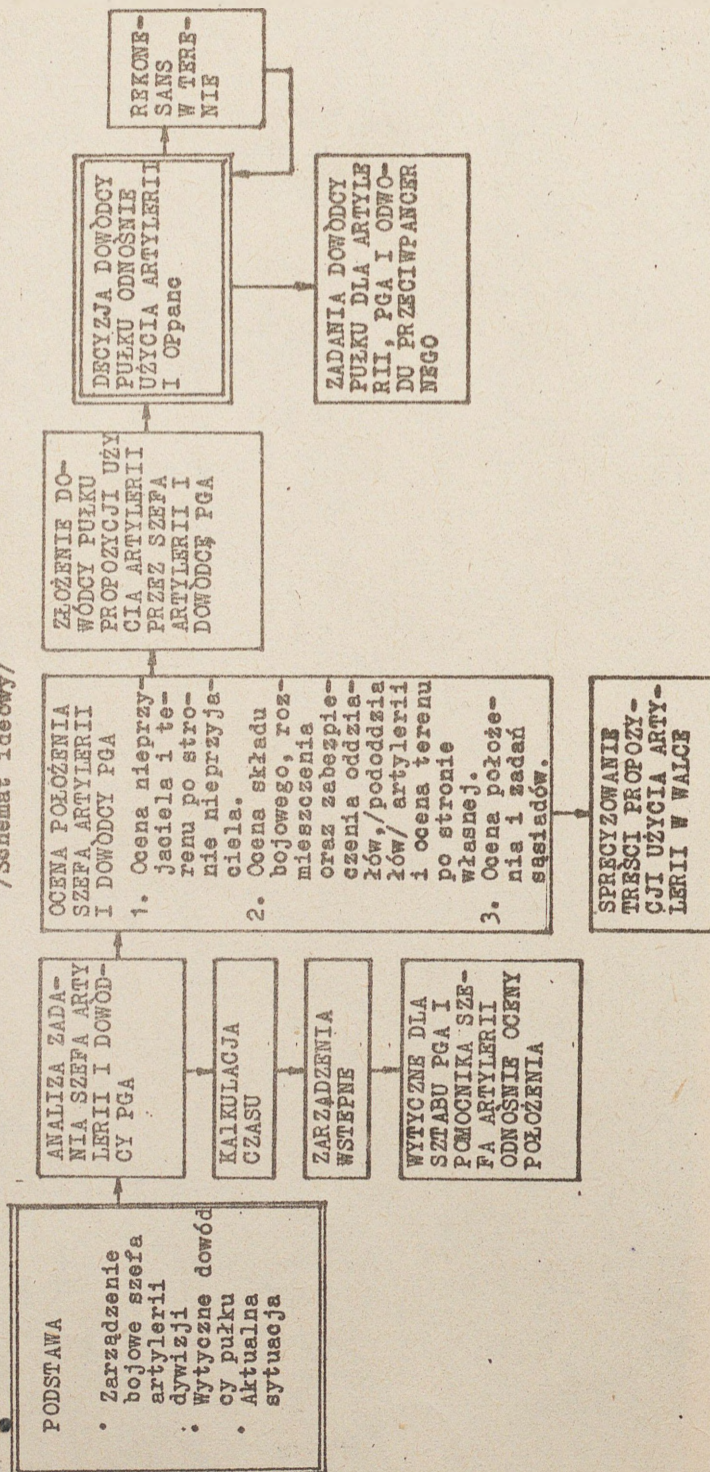 /Schemat ideowy/
PODSTAWA
• Zarządzenie
bojowe szefa
artylerii
dywizji
• Wytyczne dowód
cy pułku
• Aktualna
sytuacja
ANALIZA ZADA-
NIA SZEFA ARTY
LERII I DOWÓD-
CY PGA
KAlKULACJA
CZASU
ZARZĄDZENIA
WSTĘPNE
WYTYCZNE DLA
SZTABU PGA I
POMOCNIKA SZE-
FA ARTYLERII
ODNOŚNIE OCENY
POŁOŻENIA
OCENA POŁOŻENIA
SZEFA ARTYLERII
I DOWÓDCY PGA
1. Ocena nieprzy-
jaciela i te-
renu po stro-
nie nieprzyja-
ciela.
2. Ocena składu
bojowego, roz-
mieszczenia
oraz zabezpie-
czenia oddzia-
łów,/pododdzia
łów/ artylerii
i ocena terenu
po stronie
własnej.
3. Ocena położe-
nia i zadań
sąsiadów.
SPRECYZOWANIE
TREŚCI PROPOZY-
CJI UŻYCIA ARTY-
LERII W WALCE
ZŁOŻENIE DO-
WÓDCY PUŁKU
PROPOZYCJI UŻY
CIA ARTYLERII
PRZEZ SZEFA
ARTYLERII I
DOWÓDCĘ PGA
DECYZJA DOWÓDCY
PUŁKU ODNOŚNIE
UŻYCIA ARTYLERII
I OPpanc
REKONE-
SANS
W TERE-
NIE
ZADANIA DOWÓDCY
PUŁKU DLA ARTYLE
RII, PGA I ODWO-
DU PRZECIWPANCER
NEGO